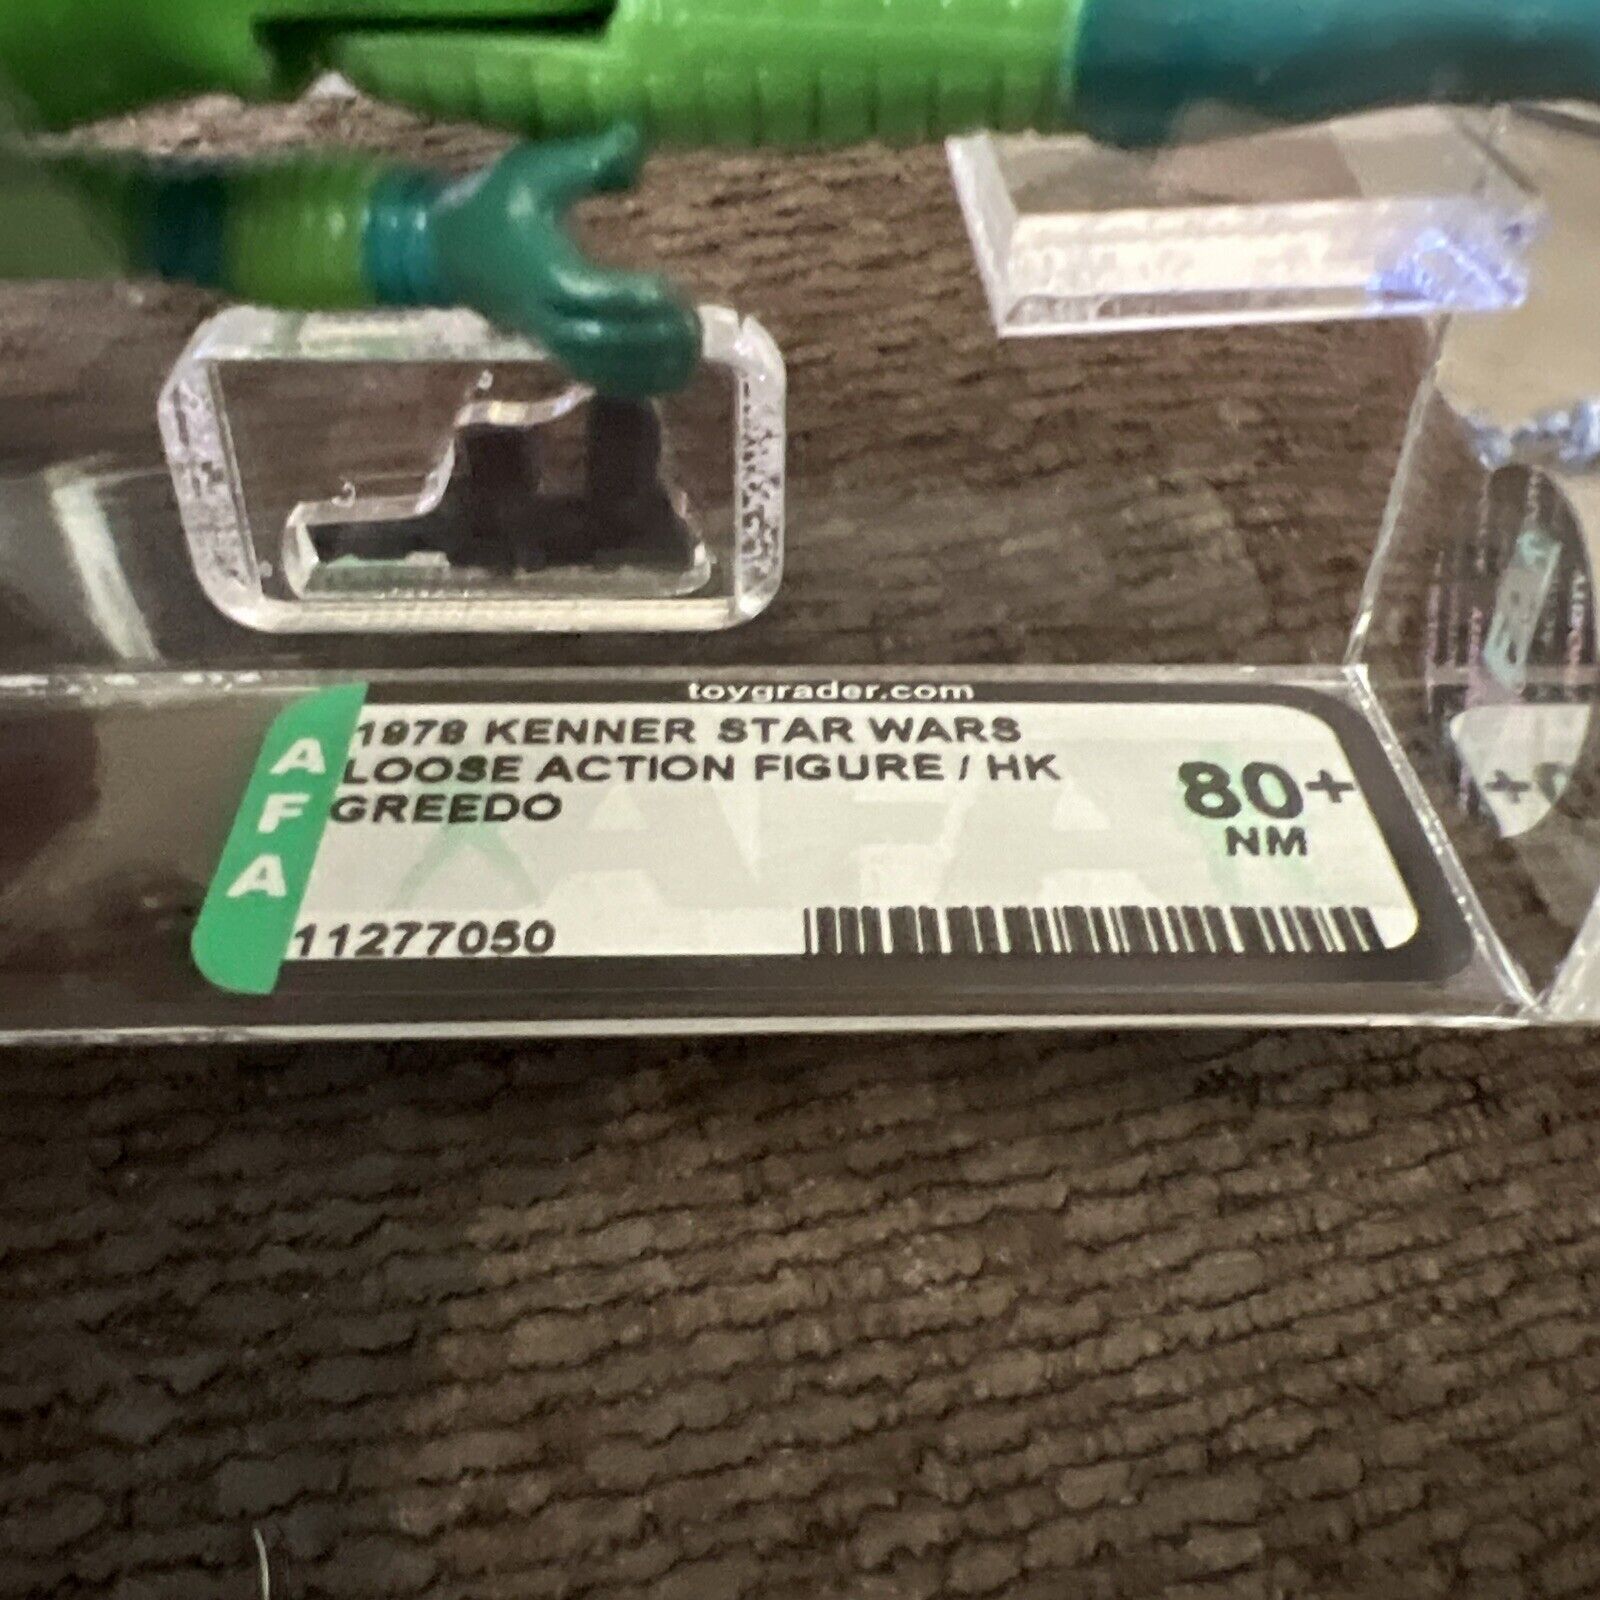 toygrader.com
AFA
1978 KENNER STAR WARS
LOOSE ACTION FIGURE / HK
GREEDO
80+
NM
11277050